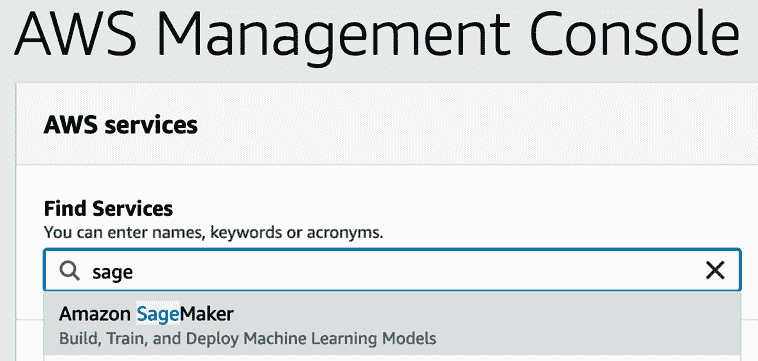 AWS Management Console
AWS services
Find Services
You can enter names, keywords or acronyms.
sage
Amazon SageMaker
Build, Train, and Deploy Machine Learning Models